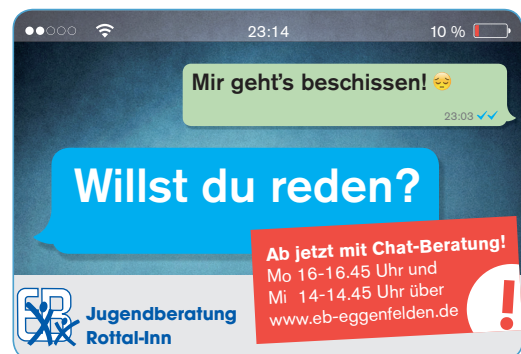 23:14
10 %
Mir geht's beschissen! 😔
23:03
Willst du reden?
Ab jetzt mit Chat-Beratung!
Mo 16-16.45 Uhr und
Mi 14-14.45 Uhr über
www.eb-eggenfelden.de
!
EB
Jugendberatung
Rottal-Inn